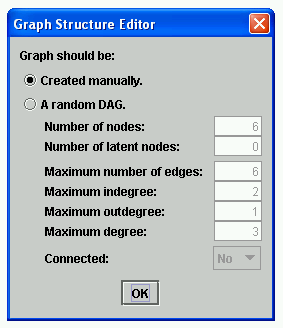 Graph Structure Editor
Graph should be:
Created manually.
A random DAG.
Number of nodes: 6
Number of latent nodes: 0
Maximum number of edges: 6
Maximum indegree: 2
Maximum outdegree: 1
Maximum degree: 3
Connected: No
OK